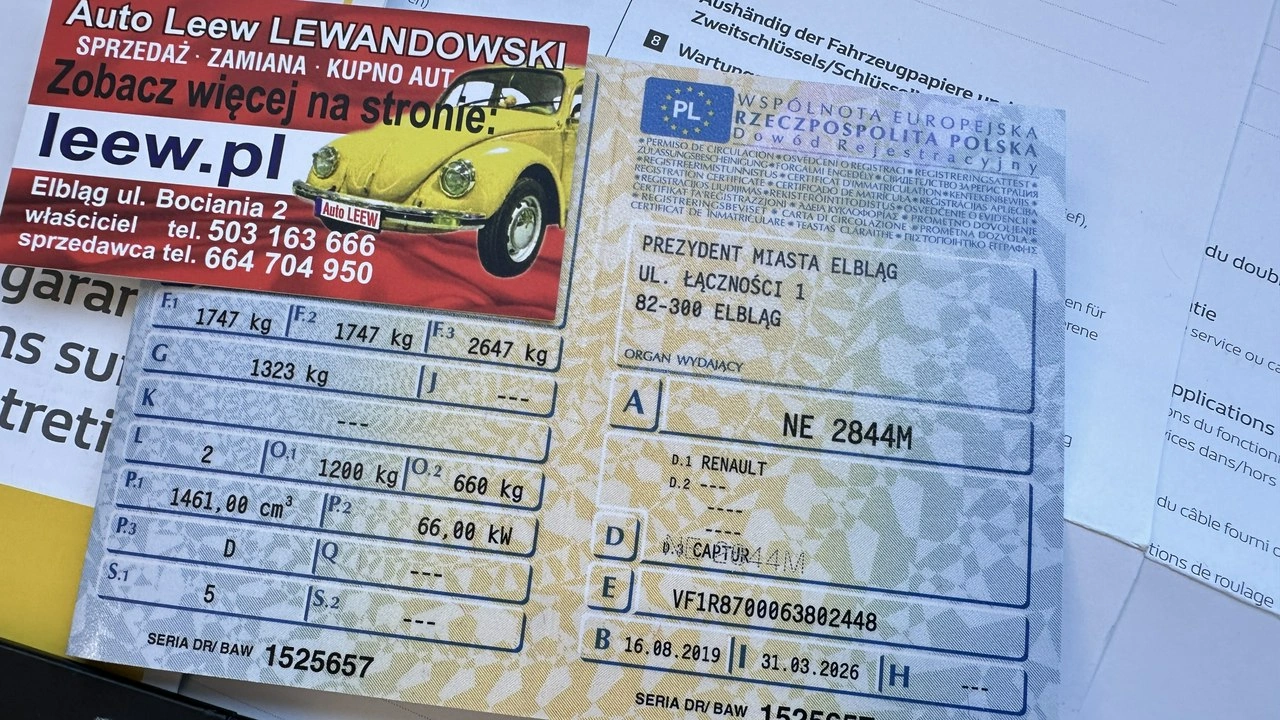 Auto Leew LEWANDOWSKI
SPRZEDAŻ · ZAMIANA · KUPNO AUT
Zobacz więcej na stronie:
leew.pl
Auto LEEW
Elbląg ul. Bociania 2
właściciel tel. 503 163 666
sprzedawca tel. 664 704 950
Aushändig der Fahrzeugpapiere
Zweitschlüssels/Schlüssel
8 Wartung
F.1 1747 kg F.2 1747 kg F.3 2647 kg
G 1323 kg J ---
K ---
L 2 O.1 1200 kg O.2 660 kg
P.1 1461,00 cm³ P.2 66,00 kW
P.3 D Q ---
S.1 5 S.2 ---
SERIA DR/ BAW 1525657
PL
WSPÓLNOTA EUROPEJSKA
RZECZPOSPOLITA POLSKA
Dowód Rejestracyjny
PREZYDENT MIASTA ELBLĄG
UL. ŁĄCZNOŚCI 1
82-300 ELBLĄG
ORGAN WYDAJĄCY
A NE 2844M
D.1 RENAULT
D.2 ---
----
----
D D.3 CAPTUR
E VF1R8700063802448
B 16.08.2019 I 31.03.2026 H ---
SERIA DR/ BAW
garan
ns su
treti
en für
rene
du doubl
tie
service ou ca
pplications
ns du fonction
ices dans/hors
du câble fourni
tions de roulage